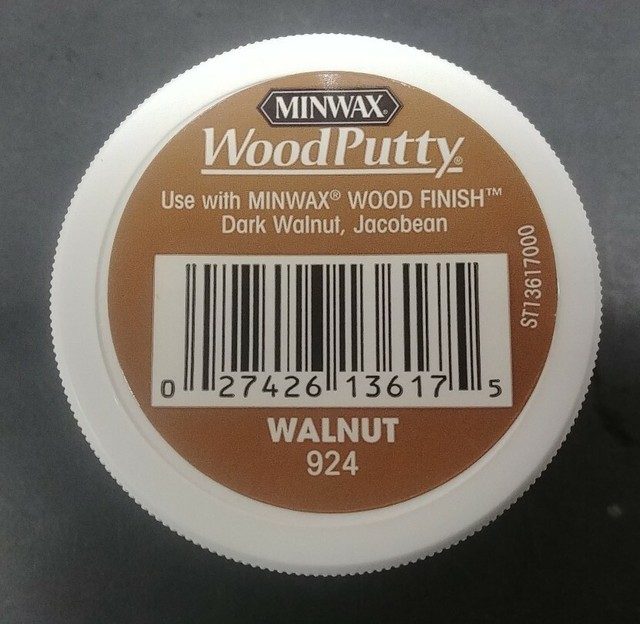 MINWAX®
WoodPutty®
Use with MINWAX® WOOD FINISH™
Dark Walnut, Jacobean
ST13617000
0 27426 13617 5
WALNUT
924